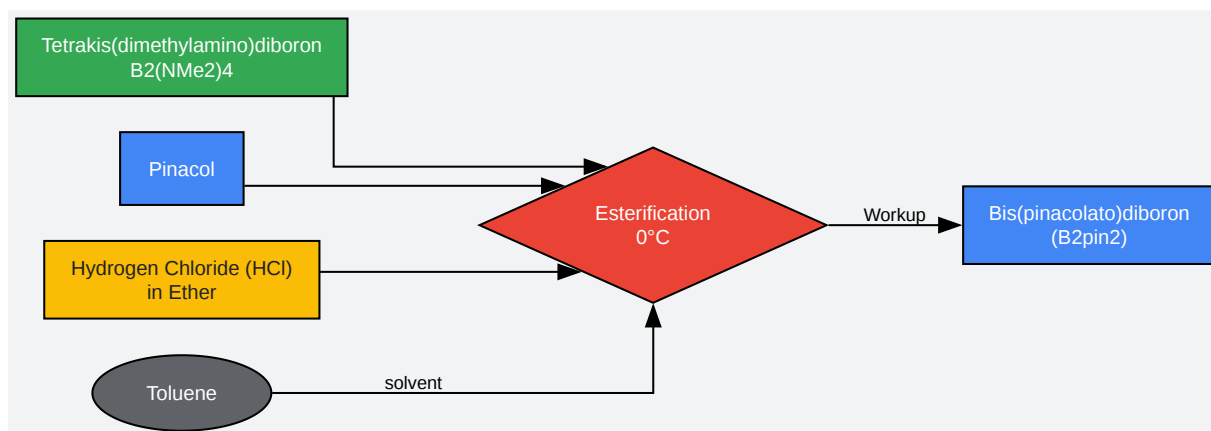 Tetrakis(dimethylamino)diboron
B2(NMe2)4
Pinacol
Hydrogen Chloride (HCl)
in Ether
Toluene
solvent
Esterification
0°C
Workup
Bis(pinacolato)diboron
(B2pin2)